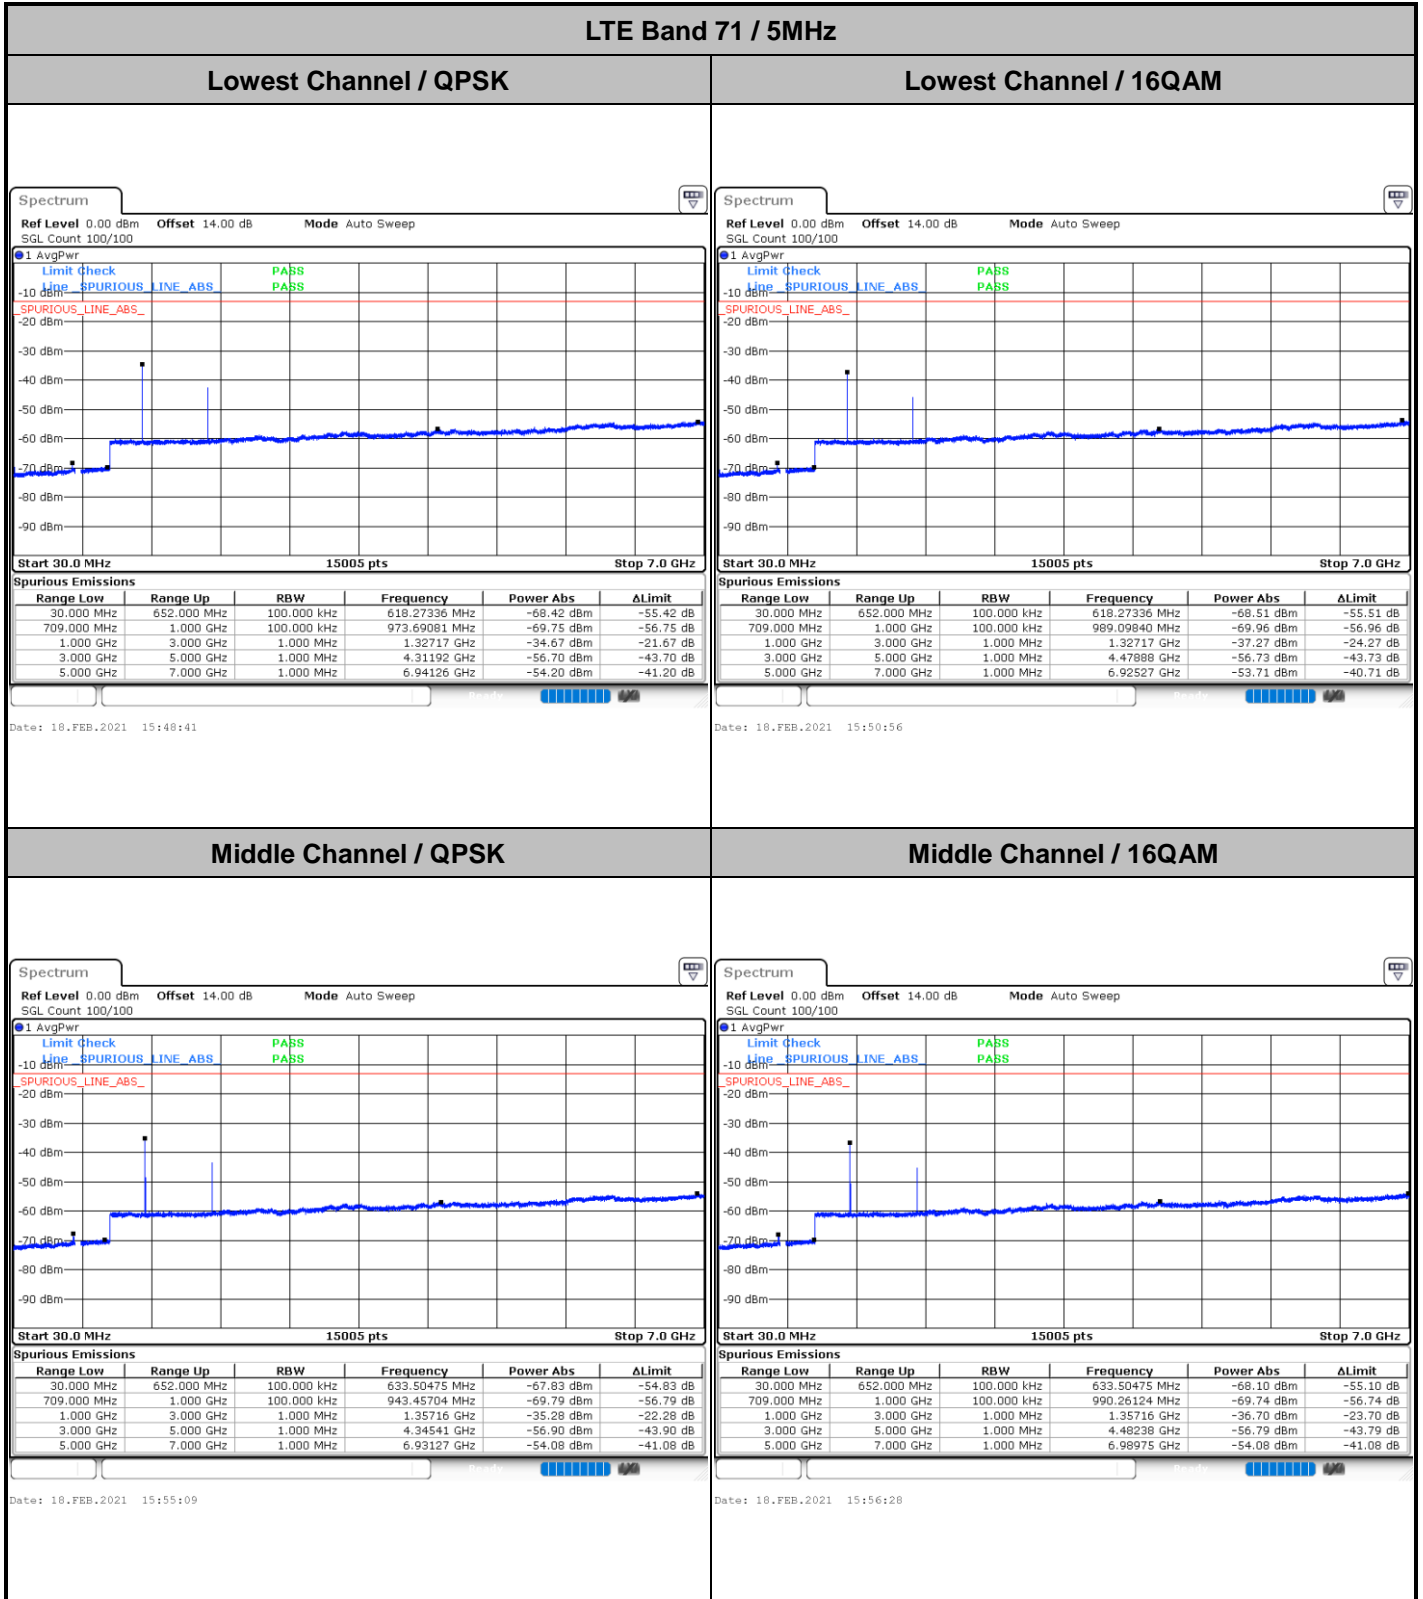 LTE Band 71 / 5MHz
Lowest Channel / QPSK
Lowest Channel / 16QAM
Spectrum
Ref Level 0.00 dBm Offset 14.00 dB Mode Auto Sweep
SGL Count 100/100
1 AvgPwr
Limit Check PASS
Line _SPURIOUS_LINE_ABS_ PASS
-10 dBm
_SPURIOUS_LINE_ABS_
-20 dBm
-30 dBm
-40 dBm
-50 dBm
-60 dBm
-70 dBm
-80 dBm
-90 dBm
Start 30.0 MHz 15005 pts Stop 7.0 GHz
Spurious Emissions
Range Low Range Up RBW Frequency Power Abs ΔLimit
30.000 MHz 652.000 MHz 100.000 kHz 618.27336 MHz -68.42 dBm -55.42 dB
709.000 MHz 1.000 GHz 100.000 kHz 973.69081 MHz -69.75 dBm -56.75 dB
1.000 GHz 3.000 GHz 1.000 MHz 1.32717 GHz -34.67 dBm -21.67 dB
3.000 GHz 5.000 GHz 1.000 MHz 4.31192 GHz -56.70 dBm -43.70 dB
5.000 GHz 7.000 GHz 1.000 MHz 6.94126 GHz -54.20 dBm -41.20 dB
Ready
Date: 18.FEB.2021 15:48:41
Spectrum
Ref Level 0.00 dBm Offset 14.00 dB Mode Auto Sweep
SGL Count 100/100
1 AvgPwr
Limit Check PASS
Line _SPURIOUS_LINE_ABS_ PASS
-10 dBm
_SPURIOUS_LINE_ABS_
-20 dBm
-30 dBm
-40 dBm
-50 dBm
-60 dBm
-70 dBm
-80 dBm
-90 dBm
Start 30.0 MHz 15005 pts Stop 7.0 GHz
Spurious Emissions
Range Low Range Up RBW Frequency Power Abs ΔLimit
30.000 MHz 652.000 MHz 100.000 kHz 618.27336 MHz -68.51 dBm -55.51 dB
709.000 MHz 1.000 GHz 100.000 kHz 989.09840 MHz -69.96 dBm -56.96 dB
1.000 GHz 3.000 GHz 1.000 MHz 1.32717 GHz -37.27 dBm -24.27 dB
3.000 GHz 5.000 GHz 1.000 MHz 4.47888 GHz -56.73 dBm -43.73 dB
5.000 GHz 7.000 GHz 1.000 MHz 6.92527 GHz -53.71 dBm -40.71 dB
Ready
Date: 18.FEB.2021 15:50:56
Middle Channel / QPSK
Middle Channel / 16QAM
Spectrum
Ref Level 0.00 dBm Offset 14.00 dB Mode Auto Sweep
SGL Count 100/100
1 AvgPwr
Limit Check PASS
Line _SPURIOUS_LINE_ABS_ PASS
-10 dBm
_SPURIOUS_LINE_ABS_
-20 dBm
-30 dBm
-40 dBm
-50 dBm
-60 dBm
-70 dBm
-80 dBm
-90 dBm
Start 30.0 MHz 15005 pts Stop 7.0 GHz
Spurious Emissions
Range Low Range Up RBW Frequency Power Abs ΔLimit
30.000 MHz 652.000 MHz 100.000 kHz 633.50475 MHz -67.83 dBm -54.83 dB
709.000 MHz 1.000 GHz 100.000 kHz 943.45704 MHz -69.79 dBm -56.79 dB
1.000 GHz 3.000 GHz 1.000 MHz 1.35716 GHz -35.28 dBm -22.28 dB
3.000 GHz 5.000 GHz 1.000 MHz 4.34541 GHz -56.90 dBm -43.90 dB
5.000 GHz 7.000 GHz 1.000 MHz 6.93127 GHz -54.08 dBm -41.08 dB
Ready
Date: 18.FEB.2021 15:55:09
Spectrum
Ref Level 0.00 dBm Offset 14.00 dB Mode Auto Sweep
SGL Count 100/100
1 AvgPwr
Limit Check PASS
Line _SPURIOUS_LINE_ABS_ PASS
-10 dBm
_SPURIOUS_LINE_ABS_
-20 dBm
-30 dBm
-40 dBm
-50 dBm
-60 dBm
-70 dBm
-80 dBm
-90 dBm
Start 30.0 MHz 15005 pts Stop 7.0 GHz
Spurious Emissions
Range Low Range Up RBW Frequency Power Abs ΔLimit
30.000 MHz 652.000 MHz 100.000 kHz 633.50475 MHz -68.10 dBm -55.10 dB
709.000 MHz 1.000 GHz 100.000 kHz 990.26124 MHz -69.74 dBm -56.74 dB
1.000 GHz 3.000 GHz 1.000 MHz 1.35716 GHz -36.70 dBm -23.70 dB
3.000 GHz 5.000 GHz 1.000 MHz 4.48238 GHz -56.79 dBm -43.79 dB
5.000 GHz 7.000 GHz 1.000 MHz 6.98975 GHz -54.08 dBm -41.08 dB
Ready
Date: 18.FEB.2021 15:56:28